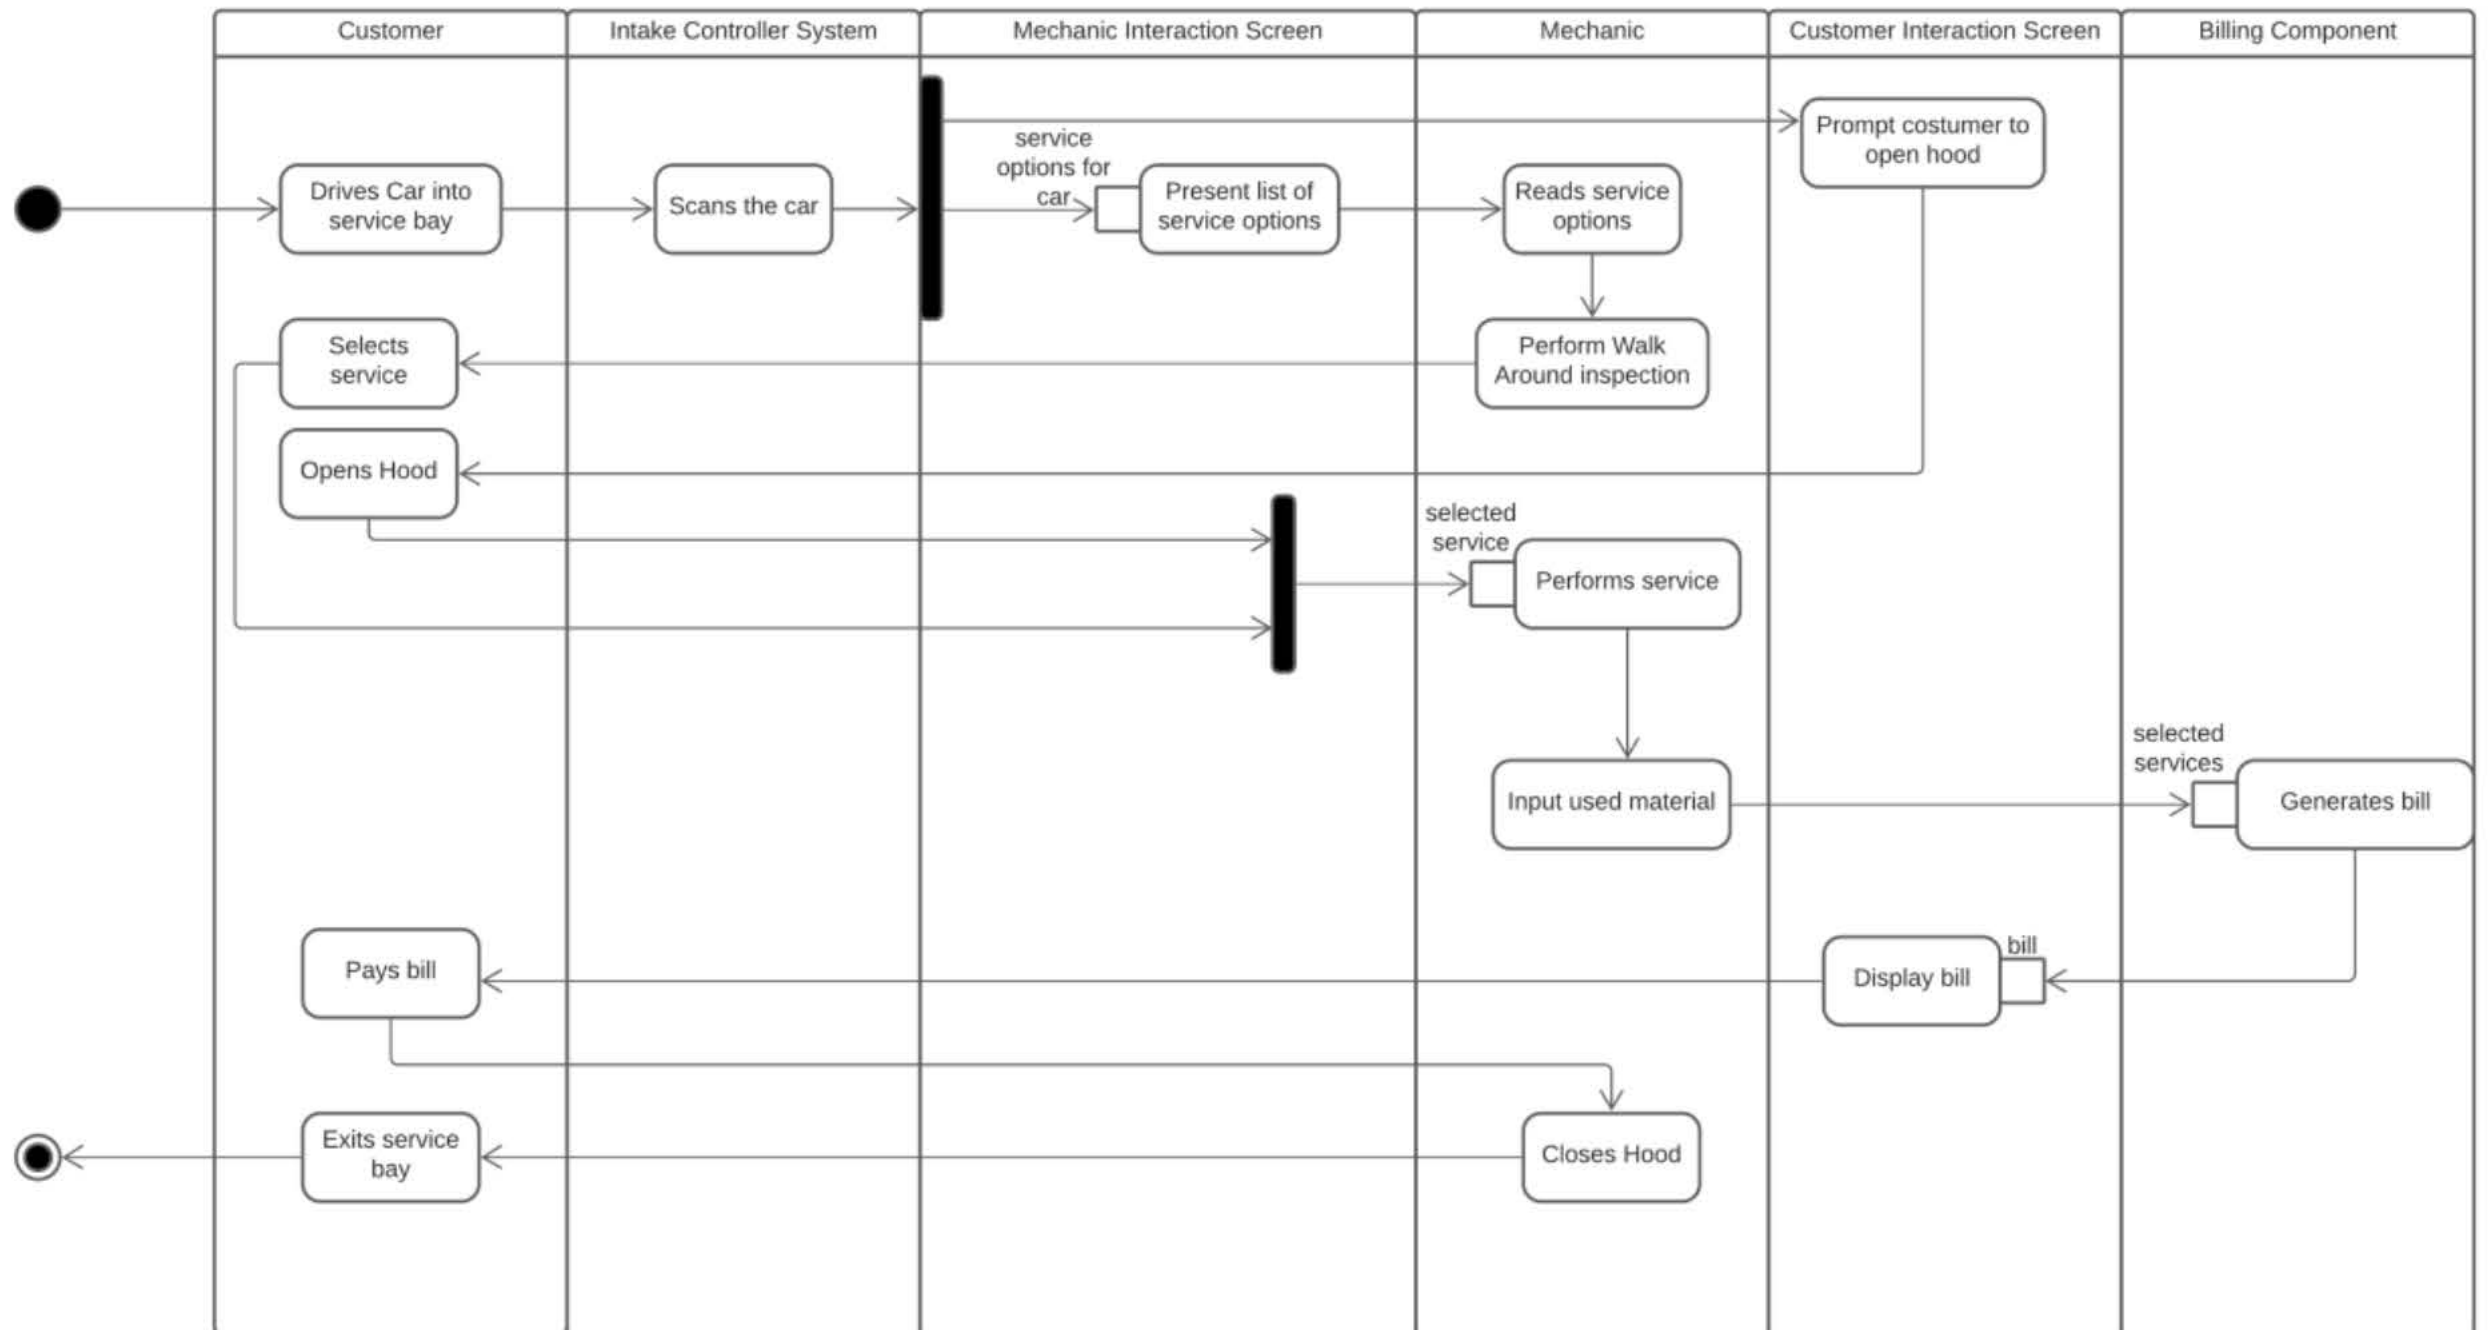 Customer
Intake Controller System
Mechanic Interaction Screen
Mechanic
Customer Interaction Screen
Billing Component
Prompt costumer to
open hood
service
options for
car
Drives Car into
service bay
Scans the car
Present list of
service options
Reads service
options
Selects
service
Perform Walk
Around inspection
Opens Hood
selected
service
Performs service
selected
services
Input used material
Generates bill
bill
Pays bill
Display bill
Exits service
bay
Closes Hood